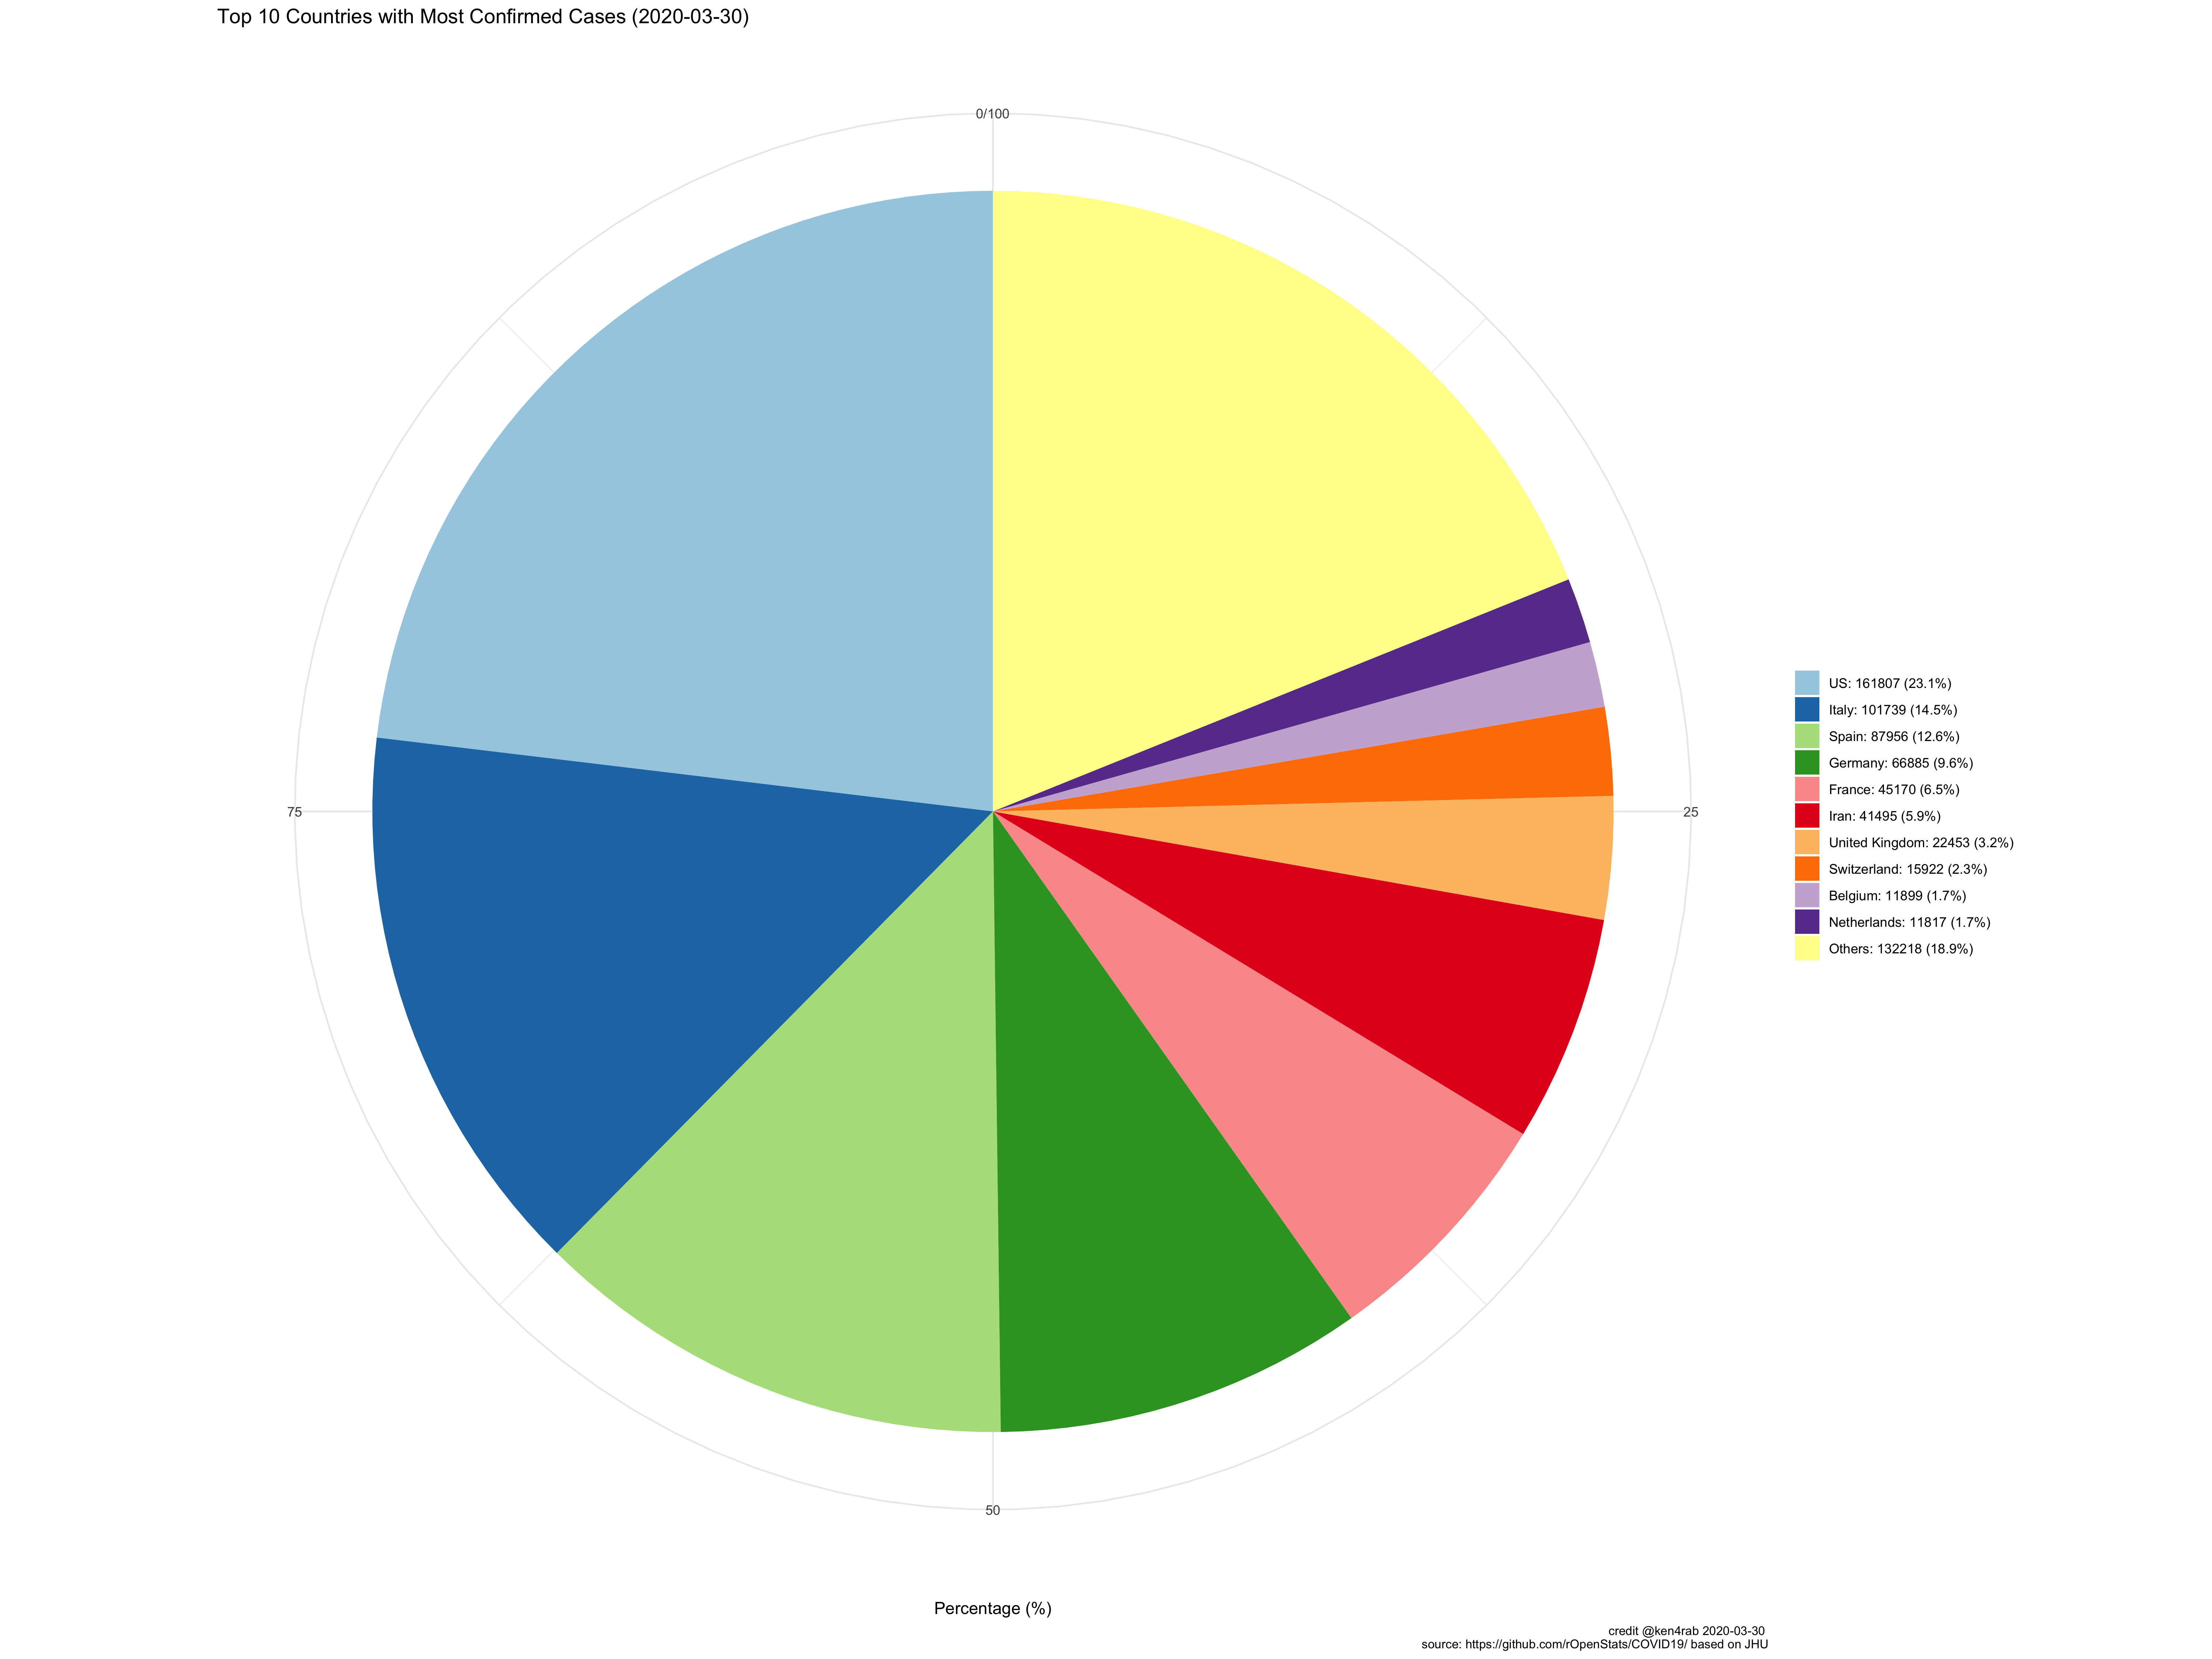 Top 10 Countries with Most Confirmed Cases (2020-03-30)
0/100
75
25
50
US: 161807 (23.1%)
Italy: 101739 (14.5%)
Spain: 87956 (12.6%)
Germany: 66885 (9.6%)
France: 45170 (6.5%)
Iran: 41495 (5.9%)
United Kingdom: 22453 (3.2%)
Switzerland: 15922 (2.3%)
Belgium: 11899 (1.7%)
Netherlands: 11817 (1.7%)
Others: 132218 (18.9%)
Percentage (%)
credit @ken4rab 2020-03-30
source: https://github.com/rOpenStats/COVID19/ based on JHU